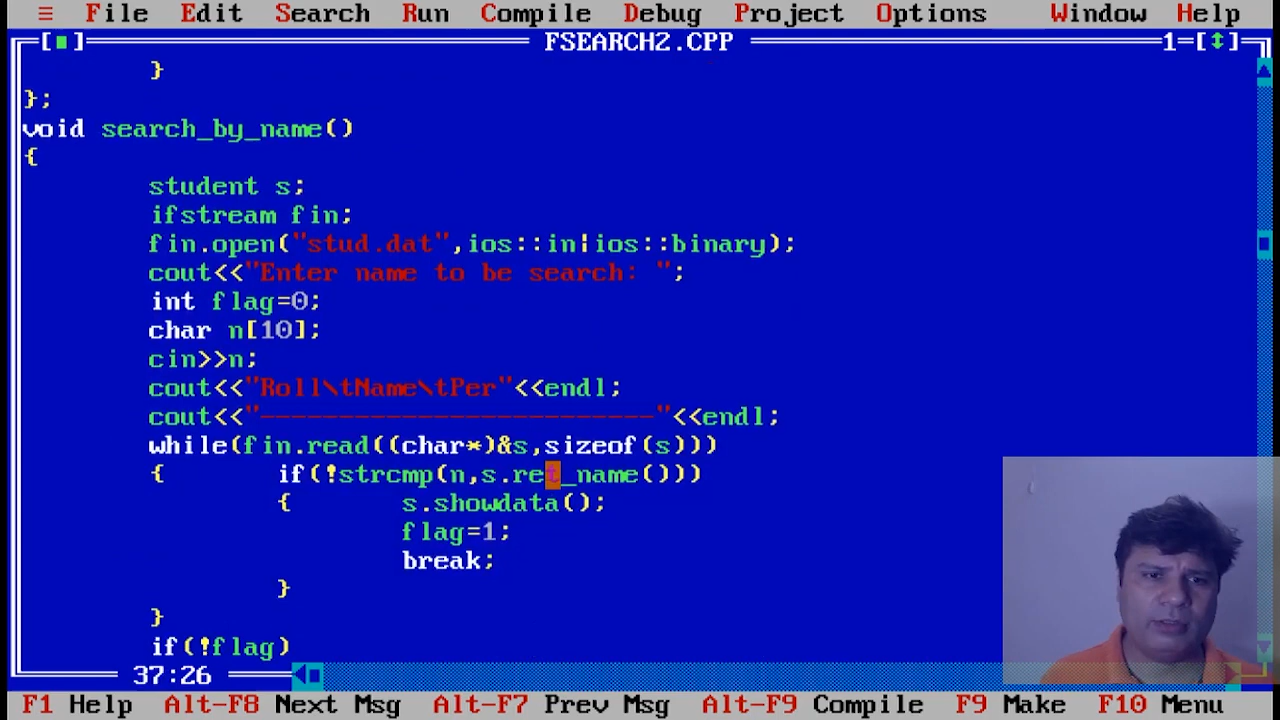 ≡ File Edit Search Run Compile Debug Project Options Window Help
[■] FSEARCH2.CPP 1=[↕]
}
};
void search_by_name()
{
student s;
ifstream fin;
fin.open("stud.dat",ios::in|ios::binary);
cout<<"Enter name to be search: ";
int flag=0;
char n[10];
cin>>n;
cout<<"Roll\tName\tPer"<<endl;
cout<<"-------------------------"<<endl;
while(fin.read((char*)&s,sizeof(s)))
{ if(!strcmp(n,s.ret_name()))
{ s.showdata();
flag=1;
break;
}
}
if(!flag)
37:26
F1 Help Alt-F8 Next Msg Alt-F7 Prev Msg Alt-F9 Compile F9 Make F10 Menu